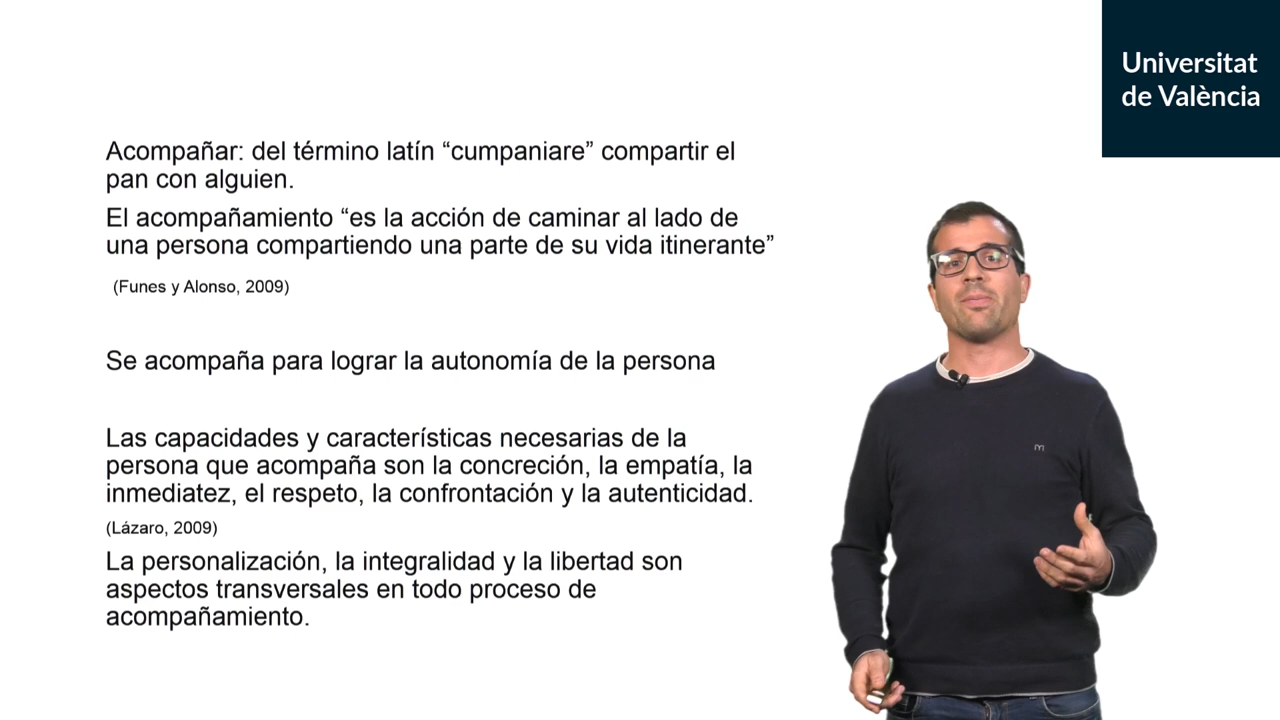 Universitat
de València
Acompañar: del término latín “cumpaniare” compartir el
pan con alguien.
El acompañamiento “es la acción de caminar al lado de
una persona compartiendo una parte de su vida itinerante”
(Funes y Alonso, 2009)
Se acompaña para lograr la autonomía de la persona
Las capacidades y características necesarias de la
persona que acompaña son la concreción, la empatía, la
inmediatez, el respeto, la confrontación y la autenticidad.
(Lázaro, 2009)
La personalización, la integralidad y la libertad son
aspectos transversales en todo proceso de
acompañamiento.
m